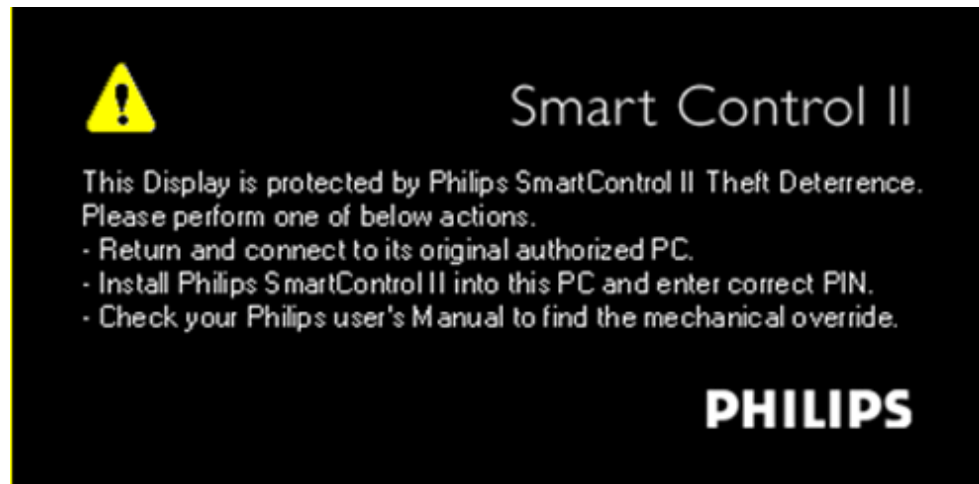 Smart Control II
This Display is protected by Philips SmartControl II Theft Deterrence.
Please perform one of below actions.
- Return and connect to its original authorized PC.
- Install Philips SmartControl II into this PC and enter correct PIN.
- Check your Philips user's Manual to find the mechanical override.
PHILIPS